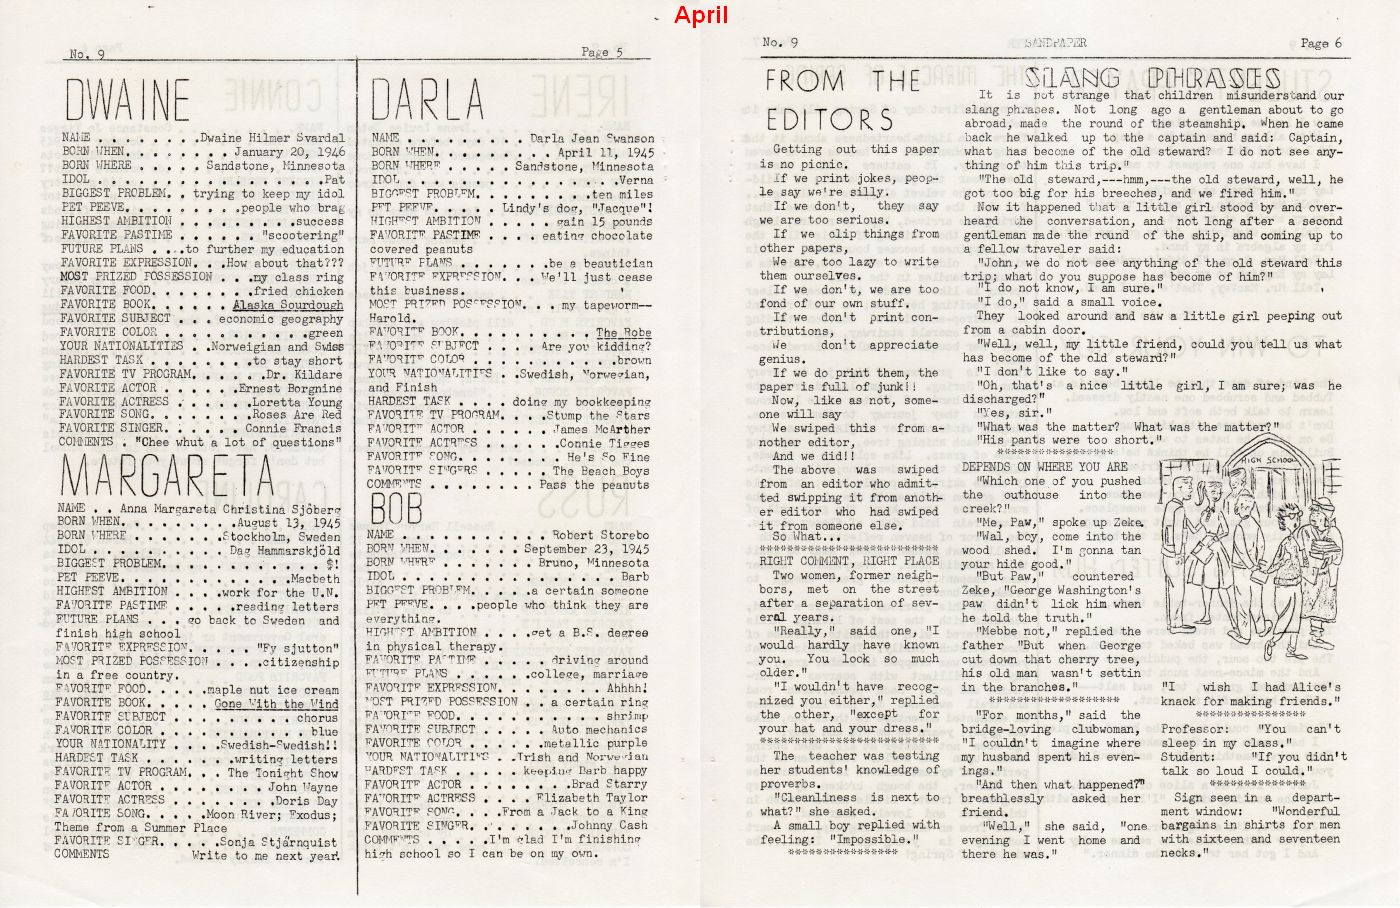 April
No. 9
Page 5
DWAINE
NAME . . . . . . . . .Dwaine Hilmer Svardal
BORN WHEN. . . . . . . . . January 20, 1946
BORN WHERE . . . . . . Sandstone, Minnesota
IDOL . . . . . . . . . . . . . . . . . .Pat
BIGGEST PROBLEM. . . trying to keep my idol
PET PEEVE. . . . . . . . .people who brag
HIGHEST AMBITION . . . . . . . . . .success
FAVORITE PASTIME . . . . . . . "scootering"
FUTURE PLANS . . .to further my education
FAVORITE EXPRESSION. . .How about that???
MOST PRIZED POSSESSION . . .my class ring
FAVORITE FOOD. . . . . . . .fried chicken
FAVORITE BOOK. . . . . . Alaska Sourdough
FAVORITE SUBJECT . . . economic geography
FAVORITE COLOR . . . . . . . . . . .green
YOUR NATIONALITIES . .Norweigian and Swiss
HARDEST TASK . . . . . . . .to stay short
FAVORITE TV PROGRAM. . . . . .Dr. Kildare
FAVORITE ACTOR . . . . . .Ernest Borgnine
FAVORITE ACTRESS . . . . . .Loretta Young
FAVORITE SONG. . . . . . . .Roses Are Red
FAVORITE SINGER. . . . . . Connie Francis
COMMENTS . "Chee whut a lot of questions"
MARGARETA
NAME . . Anna Margareta Christina Sjöberg
BORN WHEN. . . . . . . . .August 13, 1945
BORN WHERE . . . . . . .Stockholm, Sweden
IDOL . . . . . . . . . . Dag Hammarskjöld
BIGGEST PROBLEM. . . . . . . . . . . . $!
PET PEEVE. . . . . . . . . . . . .Macbeth
HIGHEST AMBITION . . . .work for the U.N.
FAVORITE PASTIME . . . . .reading letters
FUTURE PLANS . . . go back to Sweden and
finish high school
FAVORITE EXPRESSION. . . . . "Fy sjutton"
MOST PRIZED POSSESSION . . . .citizenship
in a free country.
FAVORITE FOOD. . . . .maple nut ice cream
FAVORITE BOOK. . . . . Gone With the Wind
FAVORITE SUBJECT . . . . . . . . . chorus
FAVORITE COLOR . . . . . . . . . . . blue
YOUR NATIONALITY . . . .Swedish-Swedish!!
HARDEST TASK . . . . . . .writing letters
FAVORITE TV PROGRAM. . . The Tonight Show
FAVORITE ACTOR . . . . . . . . John Wayne
FAVORITE ACTRESS . . . . . . . .Doris Day
FAVORITE SONG. . . . .Moon River; Exodus;
Theme from a Summer Place
FAVORITE SINGER. . . . .Sonja Stjärnquist
COMMENTS Write to me next year.
DARLA
NAME . . . . . . . . . Darla Jean Swanson
BORN WHEN. . . . . . . . . April 11, 1945
BORN WHERE . . . . . Sandstone, Minnesota
IDOL . . . . . . . . . . . . . . . .Verna
BIGGEST PROBLEM. . . . . . . . .ten miles
PET PEEVE. . . . . Lindy's dog, "Jacque"!
HIGHEST AMBITION . . . . . gain 15 pounds
FAVORITE PASTIME . . . . eating chocolate
covered peanuts
FUTURE PLANS . . . . . . . .be a beautician
FAVORITE EXPRESSION. . . . We'll just cease
this business.
MOST PRIZED POSSESSION. . . my tapeworm--
Harold.
FAVORITE BOOK. . . . . . . . . . The Robe
FAVORITE SUBJECT . . . . Are you kidding?
FAVORITE COLOR . . . . . . . . . . .brown
YOUR NATIONALITIES . .Swedish, Norwegian,
and Finish
HARDEST TASK . . . . doing my bookkeeping
FAVORITE TV PROGRAM. . . .Stump the Stars
FAVORITE ACTOR . . . . . . James McArther
FAVORITE ACTRESS . . . . . .Connie Tigges
FAVORITE SONG. . . . . . . . He's So Fine
FAVORITE SINGERS . . . . . The Beach Boys
COMMENTS . . . . . . . . Pass the peanuts
BOB
NAME . . . . . . . . . . . Robert Storebo
BORN WHEN. . . . . . . September 23, 1945
BORN WHERE . . . . . . . Bruno, Minnesota
IDOL . . . . . . . . . . . . . . . . Barb
BIGGEST PROBLEM. . . . .a certain someone
PET PEEVE. . . . .people who think they are
everything.
HIGHEST AMBITION . . . .get a B.S. degree
in physical therapy.
FAVORITE PASTIME . . . . . driving around
FUTURE PLANS . . . . . .college, marriage
FAVORITE EXPRESSION. . . . . . . . Ahhhh!
MOST PRIZED POSSESSION . . a certain ring
FAVORITE FOOD. . . . . . . . . . . shrimp
FAVORITE SUBJECT . . . . . Auto mechanics
FAVORITE COLOR . . . . . .metallic purple
YOUR NATIONALITIES . .Irish and Norwegian
HARDEST TASK . . . . . keeping Barb happy
FAVORITE ACTOR . . . . . . . .Brad Starry
FAVORITE ACTRESS . . . . Elizabeth Taylor
FAVORITE SONG. . . .From a Jack to a King
FAVORITE SINGER. . . . . . . .Johnny Cash
COMMENTS . . . . .I'm glad I'm finishing
high school so I can be on my own.
No. 9
SANDPAPER
Page 6
FROM THE
EDITORS
Getting out this paper
is no picnic.
If we print jokes, peop-
le say we're silly.
If we don't, they say
we are too serious.
If we clip things from
other papers,
We are too lazy to write
them ourselves.
If we don't, we are too
fond of our own stuff.
If we don't print con-
tributions,
We don't appreciate
genius.
If we do print them, the
paper is full of junk!!
Now, like as not, some-
one will say
We swiped this from a-
nother editor,
And we did!!
The above was swiped
from an editor who admit-
ted swipping it from anoth-
er editor who had swiped
it from someone else.
So What...
************************
RIGHT COMMENT, RIGHT PLACE
Two women, former neigh-
bors, met on the street
after a separation of sev-
eral years.
"Really," said one, "I
would hardly have known
you. You look so much
older."
"I wouldn't have recog-
nized you either," replied
the other, "except for
your hat and your dress."
************************
The teacher was testing
her students' knowledge of
proverbs.
"Cleanliness is next to
what?" she asked.
A small boy replied with
feeling: "Impossible."
***************
SLANG PHRASES
It is not strange that children misunderstand our
slang phrases. Not long ago a gentleman about to go
abroad, made the round of the steamship. When he came
back he walked up to the captain and said: Captain,
what has become of the old steward? I do not see any-
thing of him this trip."
"The old steward,---hmm,---the old steward, well, he
got too big for his breeches, and we fired him."
Now it happened that a little girl stood by and over-
heard the conversation, and not long after a second
gentleman made the round of the ship, and coming up to
a fellow traveler said:
"John, we do not see anything of the old steward this
trip; what do you suppose has become of him?"
"I do not know, I am sure."
"I do," said a small voice.
They looked around and saw a little girl peeping out
from a cabin door.
"Well, well, my little friend, could you tell us what
has become of the old steward?"
"I don't like to say."
"Oh, that's a nice little girl, I am sure; was he
discharged?"
"Yes, sir."
"What was the matter? What was the matter?"
"His pants were too short."
****************
DEPENDS ON WHERE YOU ARE
"Which one of you pushed
the outhouse into the
creek?"
"Me, Paw," spoke up Zeke.
"Wal, boy, come into the
wood shed. I'm gonna tan
your hide good."
"But Paw," countered
Zeke, "George Washington's
paw didn't lick him when
he told the truth."
"Mebbe not," replied the
father "But when George
cut down that cherry tree,
his old man wasn't settin
in the branches."
******************
"For months," said the
bridge-loving clubwoman,
"I couldn't imagine where
my husband spent his even-
ings."
"And then what happened?"
breathlessly asked her
friend.
"Well," she said, "one
evening I went home and
there he was."
HIGH SCHOOL
"I wish I had Alice's
knack for making friends."
***************
Professor: "You can't
sleep in my class."
Student: "If you didn't
talk so loud I could."
*************
Sign seen in a depart-
ment window: "Wonderful
bargains in shirts for men
with sixteen and seventeen
necks."